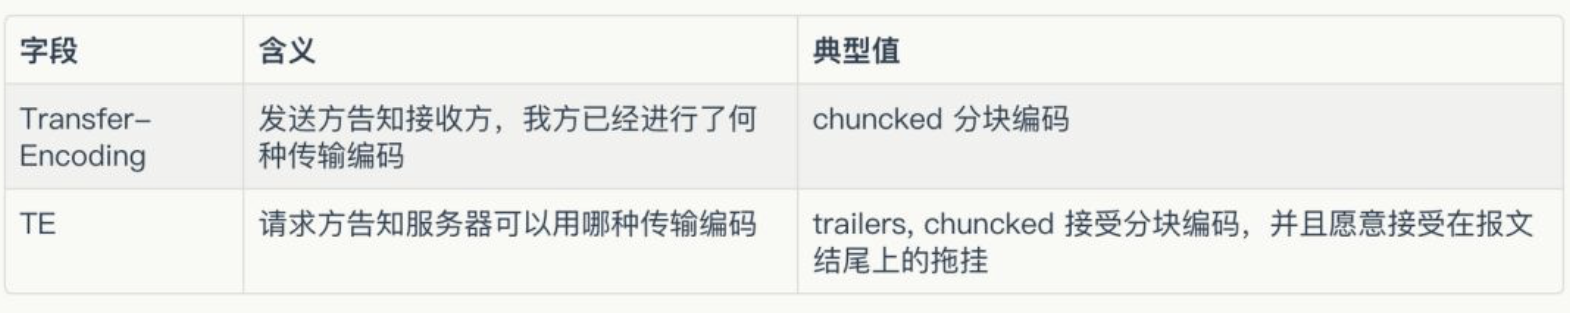 字段 含义 典型值
Transfer- 发送方告知接收方，我方已经进行了何 chuncked 分块编码
Encoding 种传输编码
TE 请求方告知服务器可以用哪种传输编码 trailers, chuncked 接受分块编码，并且愿意接受在报文
结尾上的拖挂